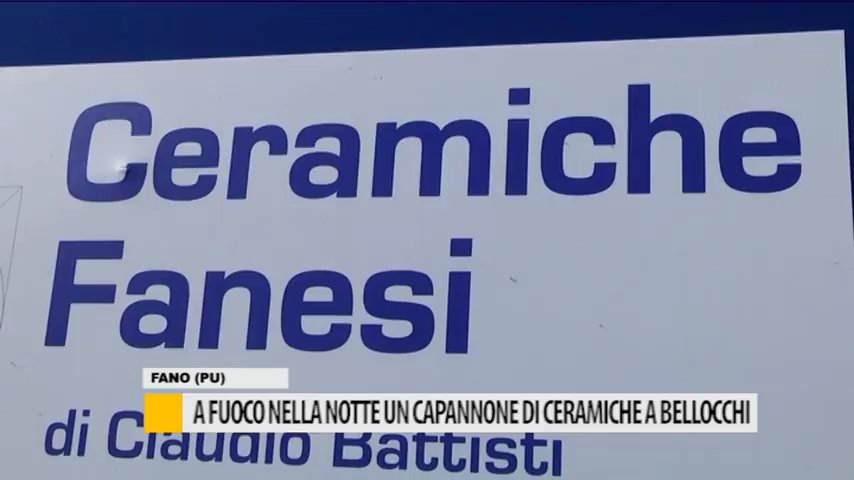 Ceramiche
Fanesi
FANO (PU)
A FUOCO NELLA NOTTE UN CAPANNONE DI CERAMICHE A BELLOCCHI
di Claudio Battisti